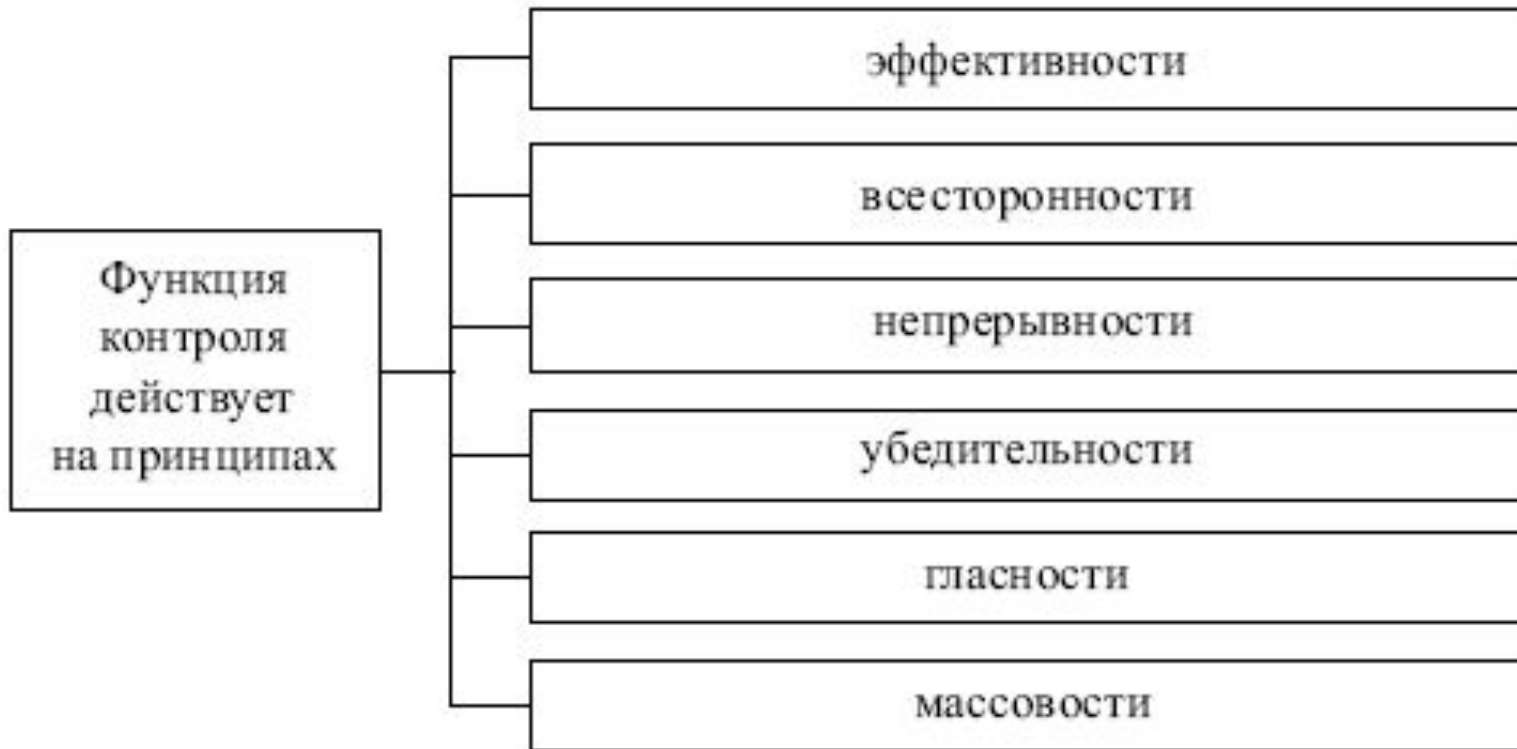 Функция
контроля
действует
на принципах
эффективности
всесторонности
непрерывности
убедительности
гласности
массовости